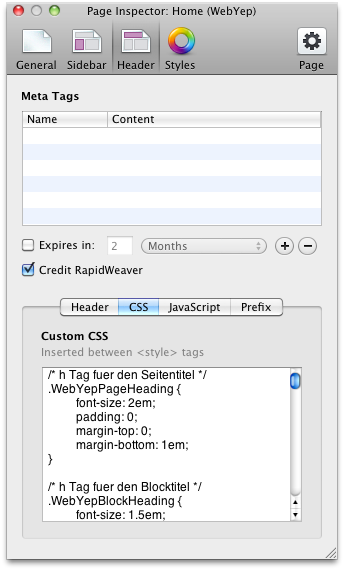 Page Inspector: Home (WebYep)
General Sidebar Header Styles Page
Meta Tags
Name Content
Expires in: 2 Months
Credit RapidWeaver
Header CSS JavaScript Prefix
Custom CSS
Inserted between <style> tags
/* h Tag fuer den Seitentitel */
.WebYepPageHeading {
font-size: 2em;
padding: 0;
margin-top: 0;
margin-bottom: 1em;
}
/* h Tag fuer den Blocktitel */
.WebYepBlockHeading {
font-size: 1.5em;